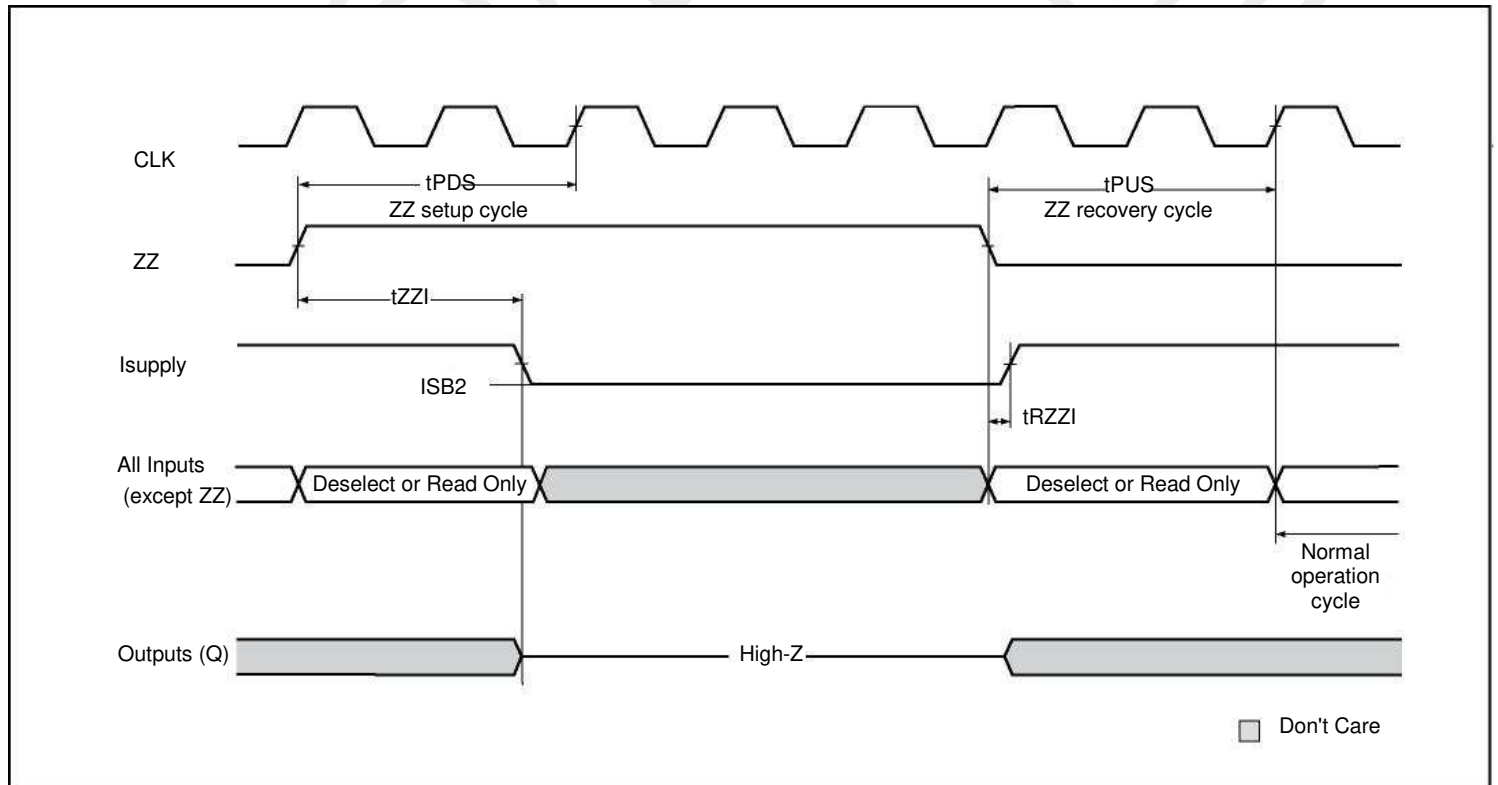 CLK
tPDS
tPUS
ZZ setup cycle
ZZ recovery cycle
ZZ
tZZI
Isupply
ISB2
tRZZI
All Inputs
(except ZZ)
Deselect or Read Only
Deselect or Read Only
Normal
operation
cycle
Outputs (Q)
High-Z
Don't Care